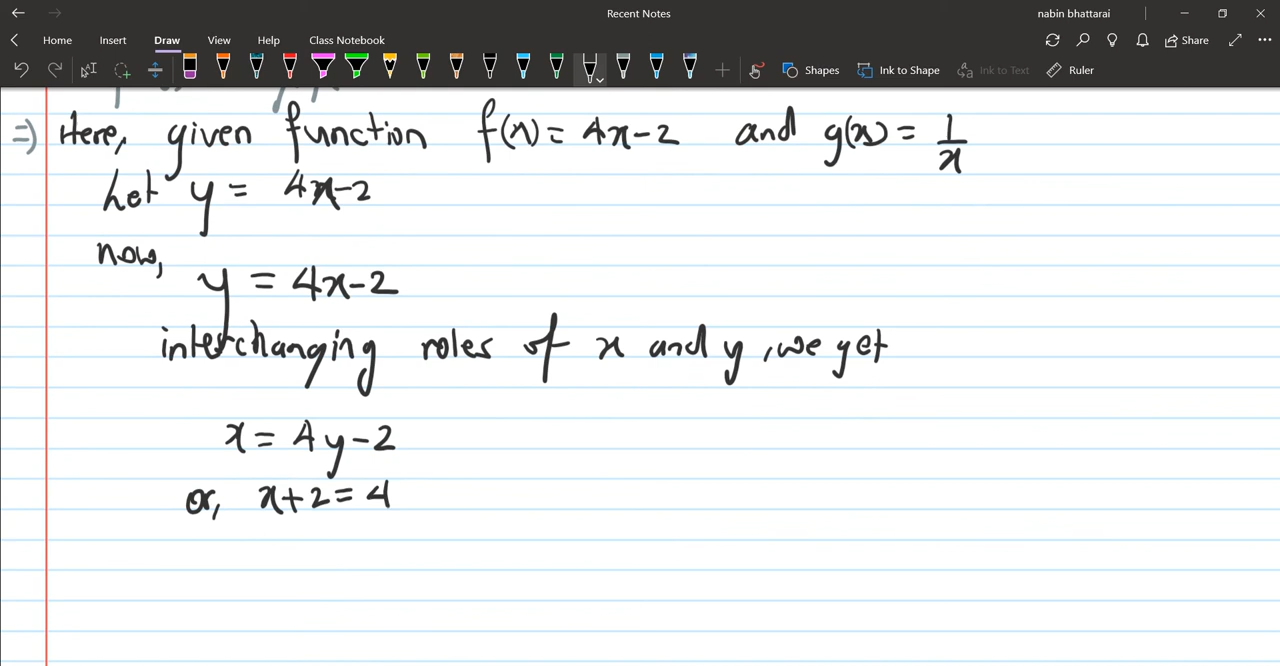 Recent Notes
nabin bhattarai
Home Insert Draw View Help Class Notebook
Share
Shapes Ink to Shape Ink to Text Ruler
=) Here, given function f(x) = 4x-2 and g(x) = 1/x
Let y = 4x-2
now,
y = 4x-2
interchanging roles of x and y, we get
x = 4y-2
or, x+2 = 4